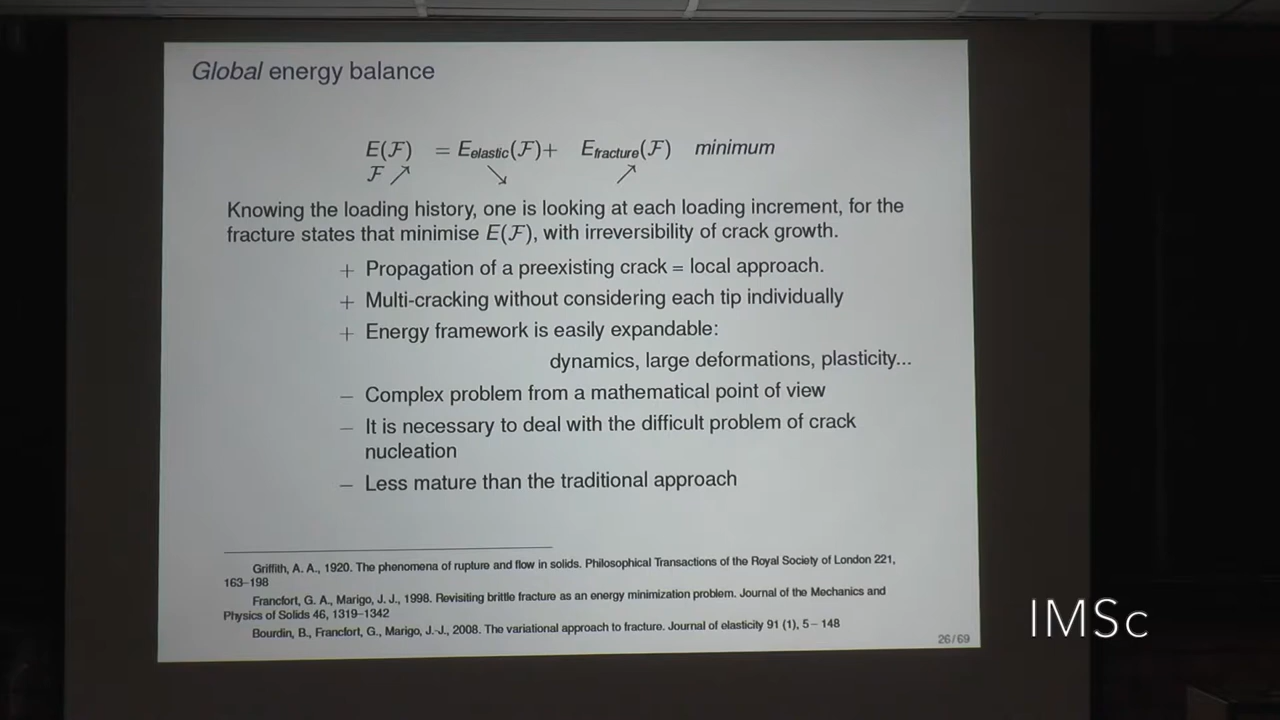 Global energy balance
E(F) = Eelastic(F)+ Efracture(F) minimum
F ↗ ↘ ↗
Knowing the loading history, one is looking at each loading increment, for the
fracture states that minimise E(F), with irreversibility of crack growth.
+ Propagation of a preexisting crack = local approach.
+ Multi-cracking without considering each tip individually
+ Energy framework is easily expandable:
dynamics, large deformations, plasticity...
− Complex problem from a mathematical point of view
− It is necessary to deal with the difficult problem of crack
nucleation
− Less mature than the traditional approach
Griffith, A. A., 1920. The phenomena of rupture and flow in solids. Philosophical Transactions of the Royal Society of London 221,
163–198
Francfort, G. A., Marigo, J. J., 1998. Revisiting brittle fracture as an energy minimization problem. Journal of the Mechanics and
Physics of Solids 46, 1319–1342
Bourdin, B., Francfort, G., Marigo, J.-J., 2008. The variational approach to fracture. Journal of elasticity 91 (1), 5– 148
26/69
IMSc